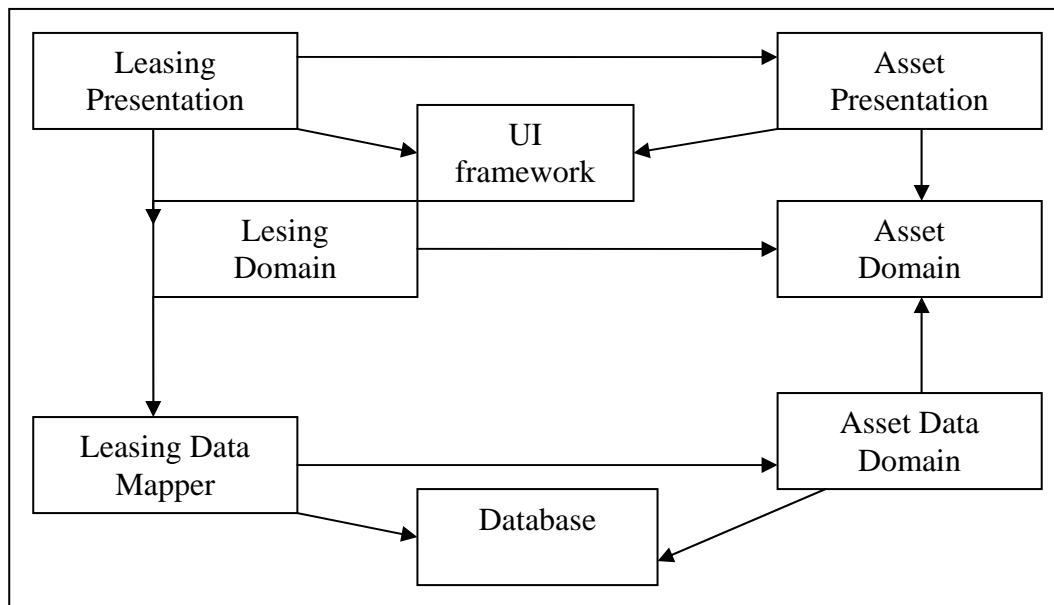 Leasing
Presentation
Asset
Presentation
UI
framework
Lesing
Domain
Asset
Domain
Leasing Data
Mapper
Asset Data
Domain
Database